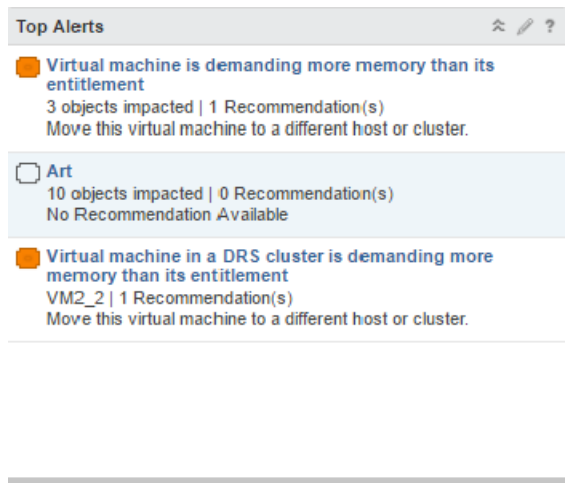 Top Alerts
?
Virtual machine is demanding more memory than its
entitlement
3 objects impacted | 1 Recommendation(s)
Move this virtual machine to a different host or cluster.
Art
10 objects impacted | 0 Recommendation(s)
No Recommendation Available
Virtual machine in a DRS cluster is demanding more
memory than its entitlement
VM2_2 | 1 Recommendation(s)
Move this virtual machine to a different host or cluster.